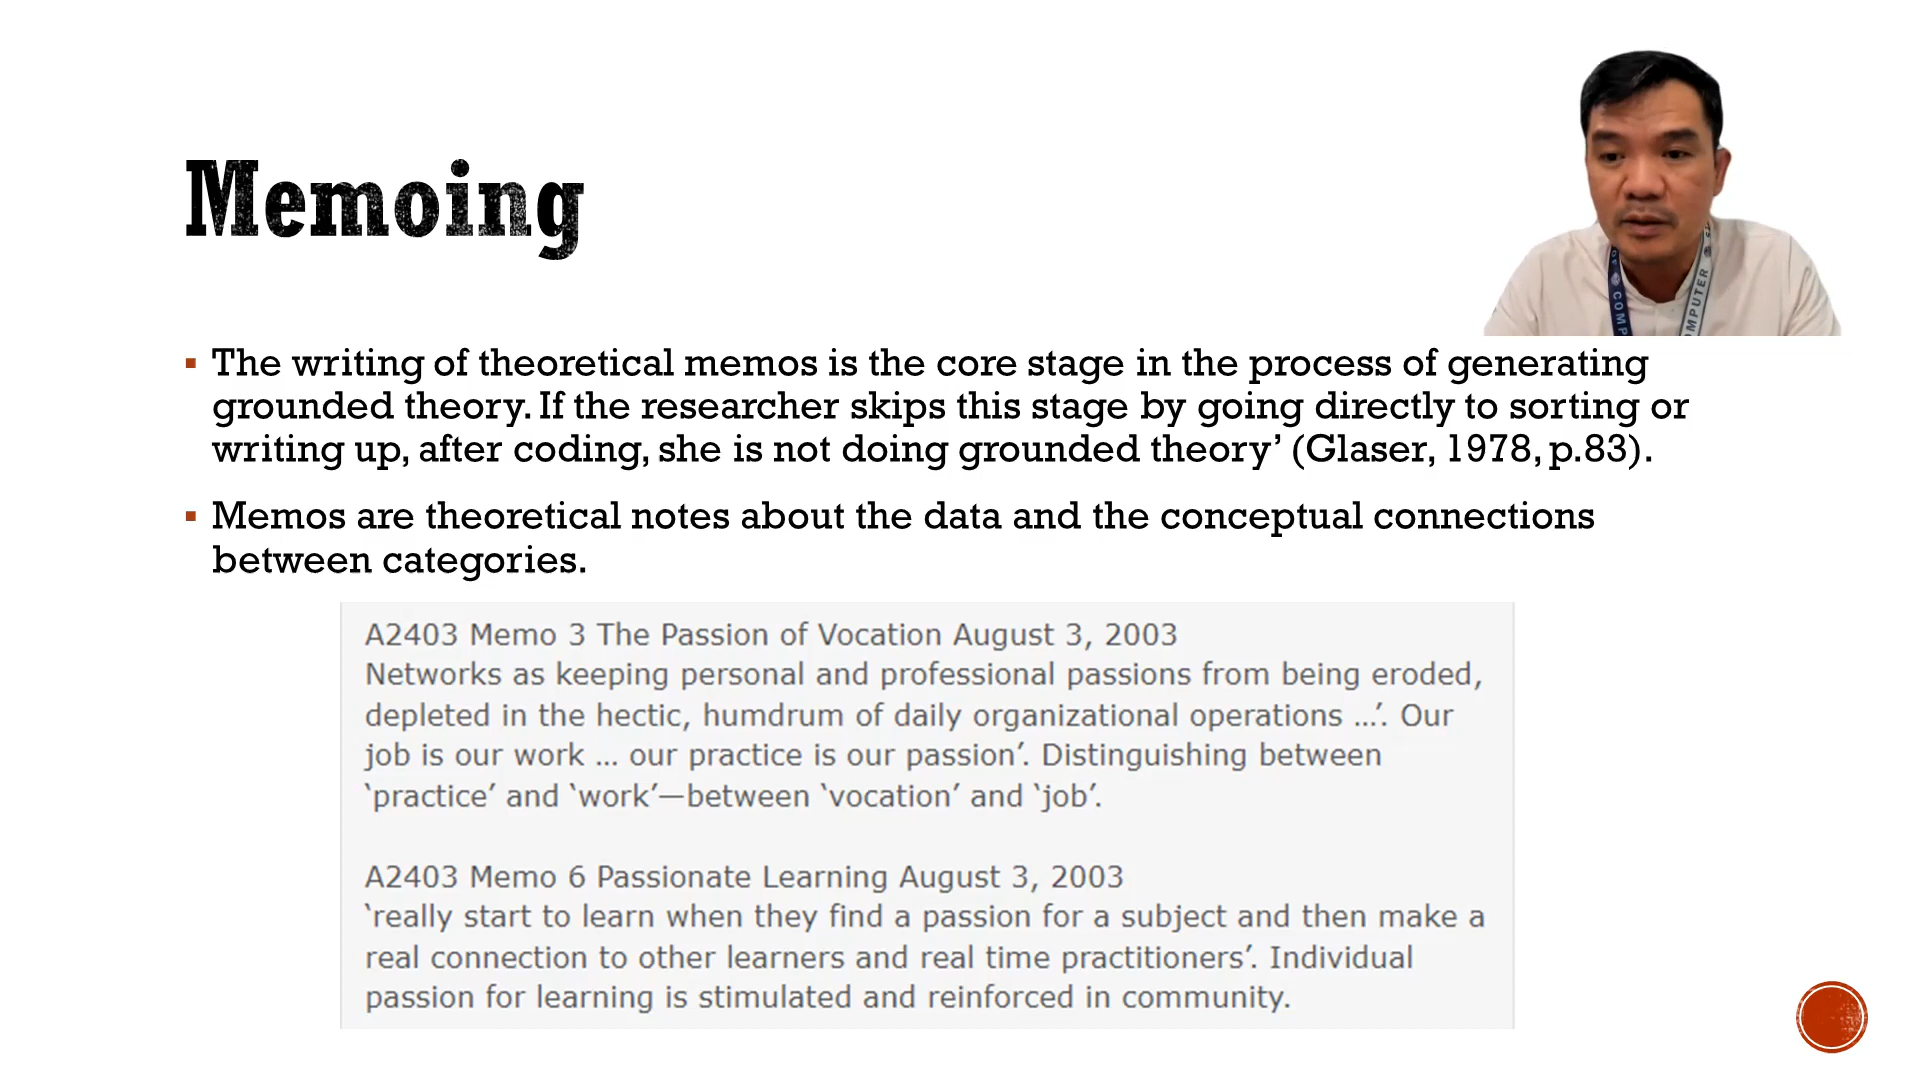 Memoing
The writing of theoretical memos is the core stage in the process of generating
grounded theory. If the researcher skips this stage by going directly to sorting or
writing up, after coding, she is not doing grounded theory’ (Glaser, 1978, p.83).
Memos are theoretical notes about the data and the conceptual connections
between categories.
A2403 Memo 3 The Passion of Vocation August 3, 2003
Networks as keeping personal and professional passions from being eroded,
depleted in the hectic, humdrum of daily organizational operations …’. Our
job is our work … our practice is our passion’. Distinguishing between
‘practice’ and ‘work’—between ‘vocation’ and ‘job’.
A2403 Memo 6 Passionate Learning August 3, 2003
‘really start to learn when they find a passion for a subject and then make a
real connection to other learners and real time practitioners’. Individual
passion for learning is stimulated and reinforced in community.